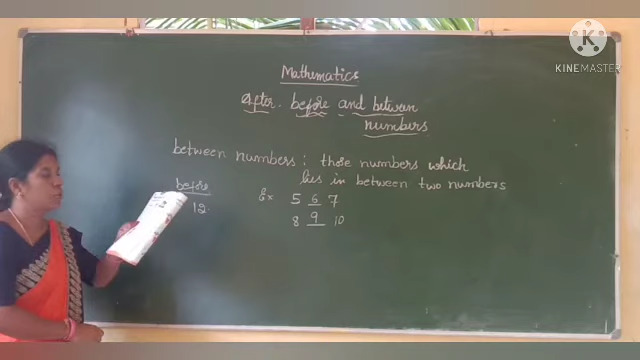 Mathematics
After. before and between
numbers
between numbers : those numbers which
lies in between two numbers
before
12.
Ex 5 6 7
8 9 10
K
KINEMASTER